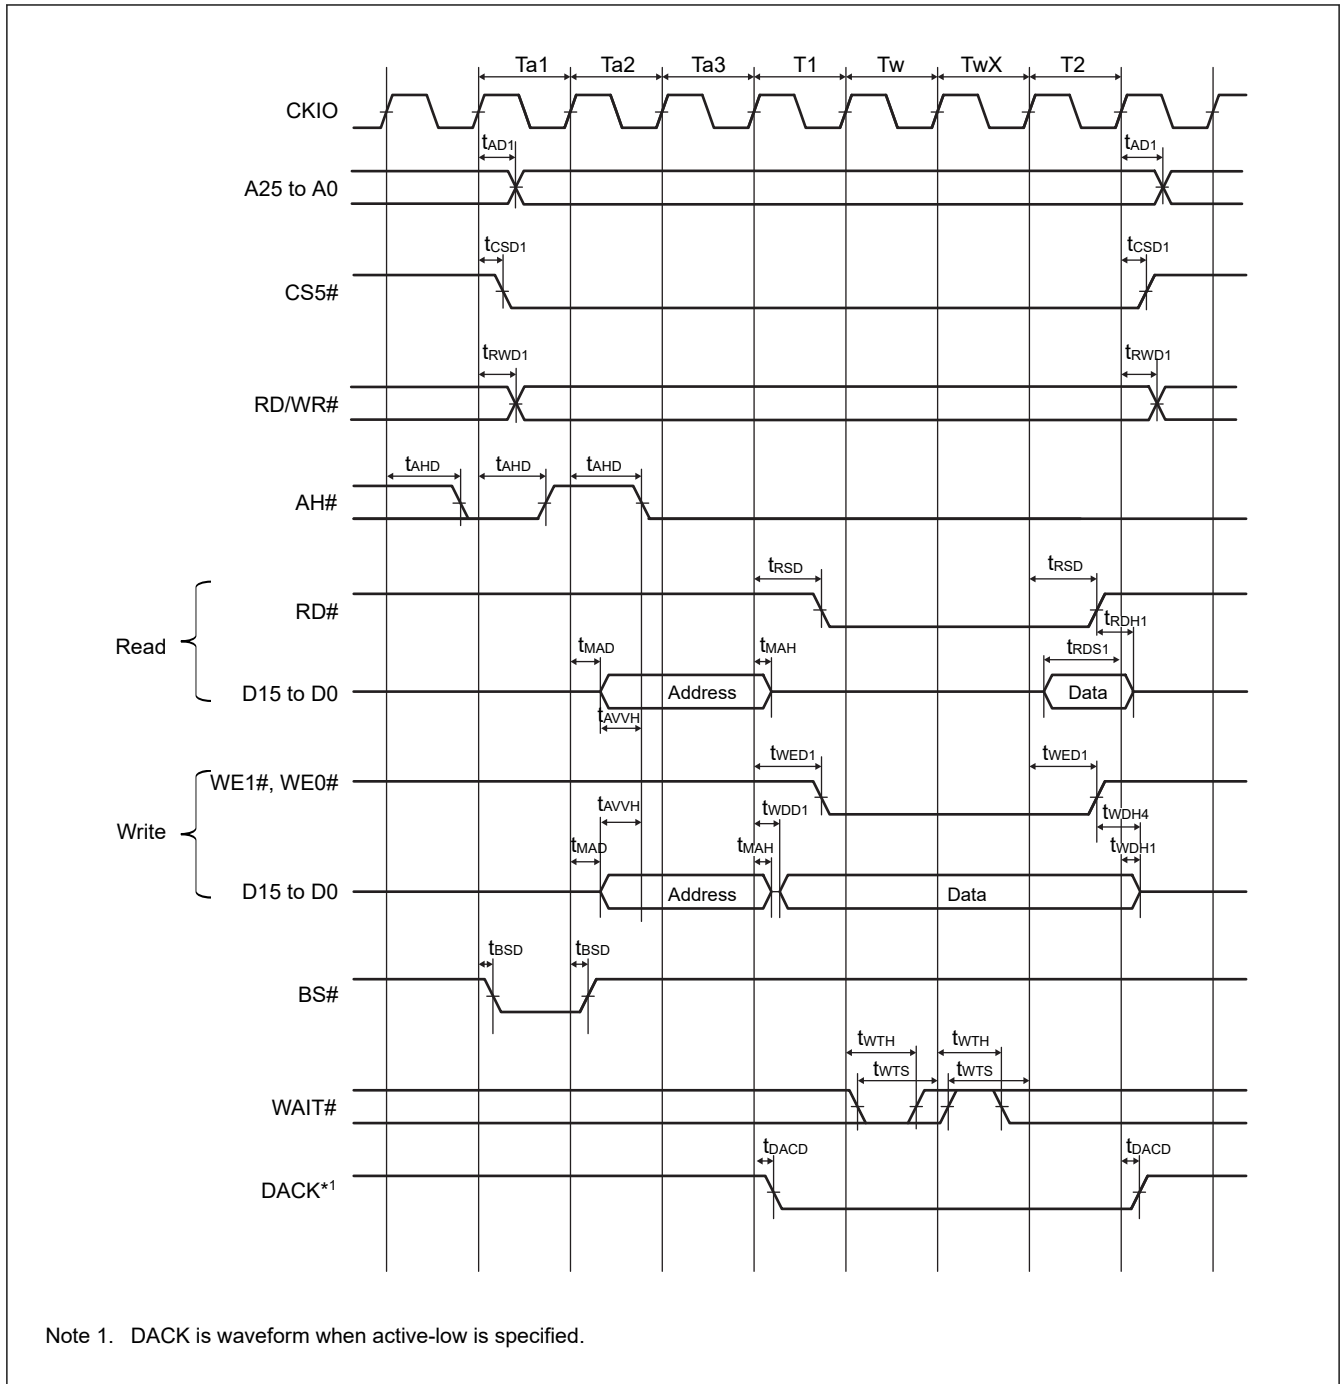 Ta1 Ta2 Ta3 T1 Tw TwX T2
CKIO
tAD1 tAD1
A25 to A0
tCSD1 tCSD1
CS5#
tRWD1 tRWD1
RD/WR#
tAHD tAHD tAHD
AH#
tRSD tRSD
RD#
tRDH1
Read
tMAD tMAH tRDS1
D15 to D0 Address Data
tAVVH
tWED1 tWED1
WE1#, WE0#
tAVVH tWDD1 tWDH4
Write
tMAD tMAH tWDH1
D15 to D0 Address Data
tBSD tBSD
BS#
tWTH tWTH
tWTS tWTS
WAIT#
tDACD tDACD
DACK*1
Note 1. DACK is waveform when active-low is specified.